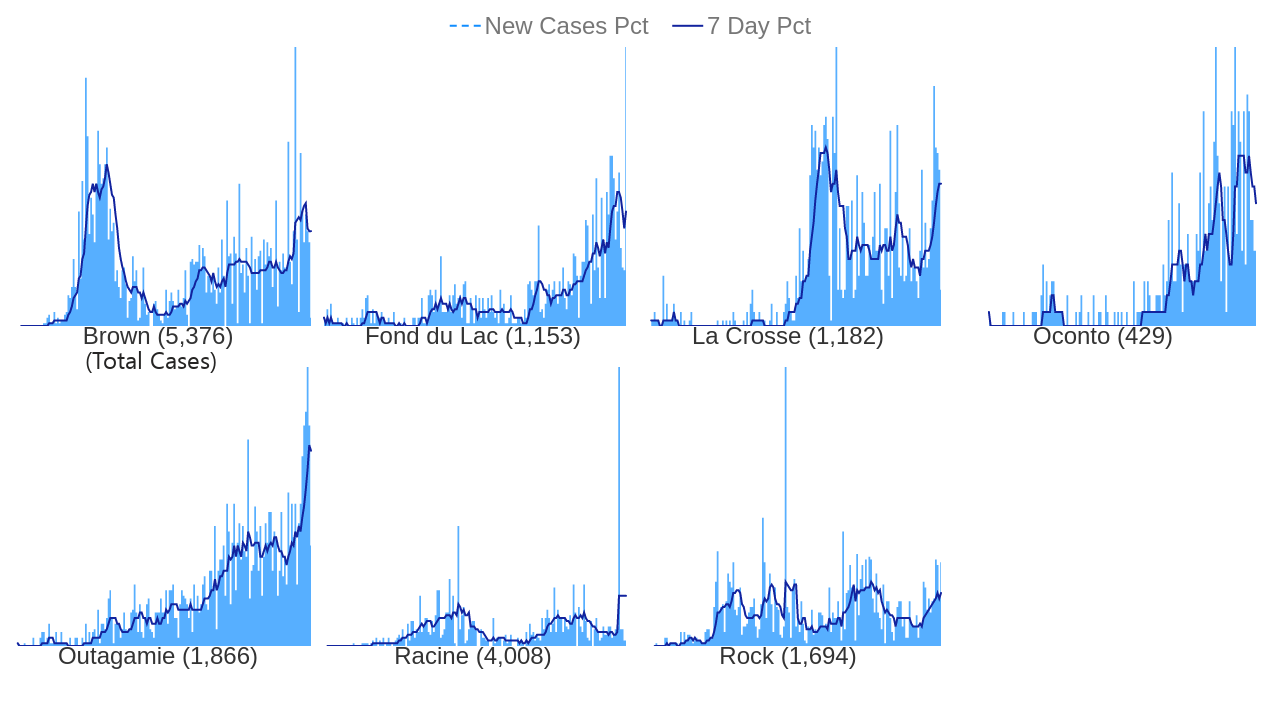 New Cases Pct 7 Day Pct
Brown (5,376) Fond du Lac (1,153) La Crosse (1,182) Oconto (429)
(Total Cases)
Outagamie (1,866) Racine (4,008) Rock (1,694)